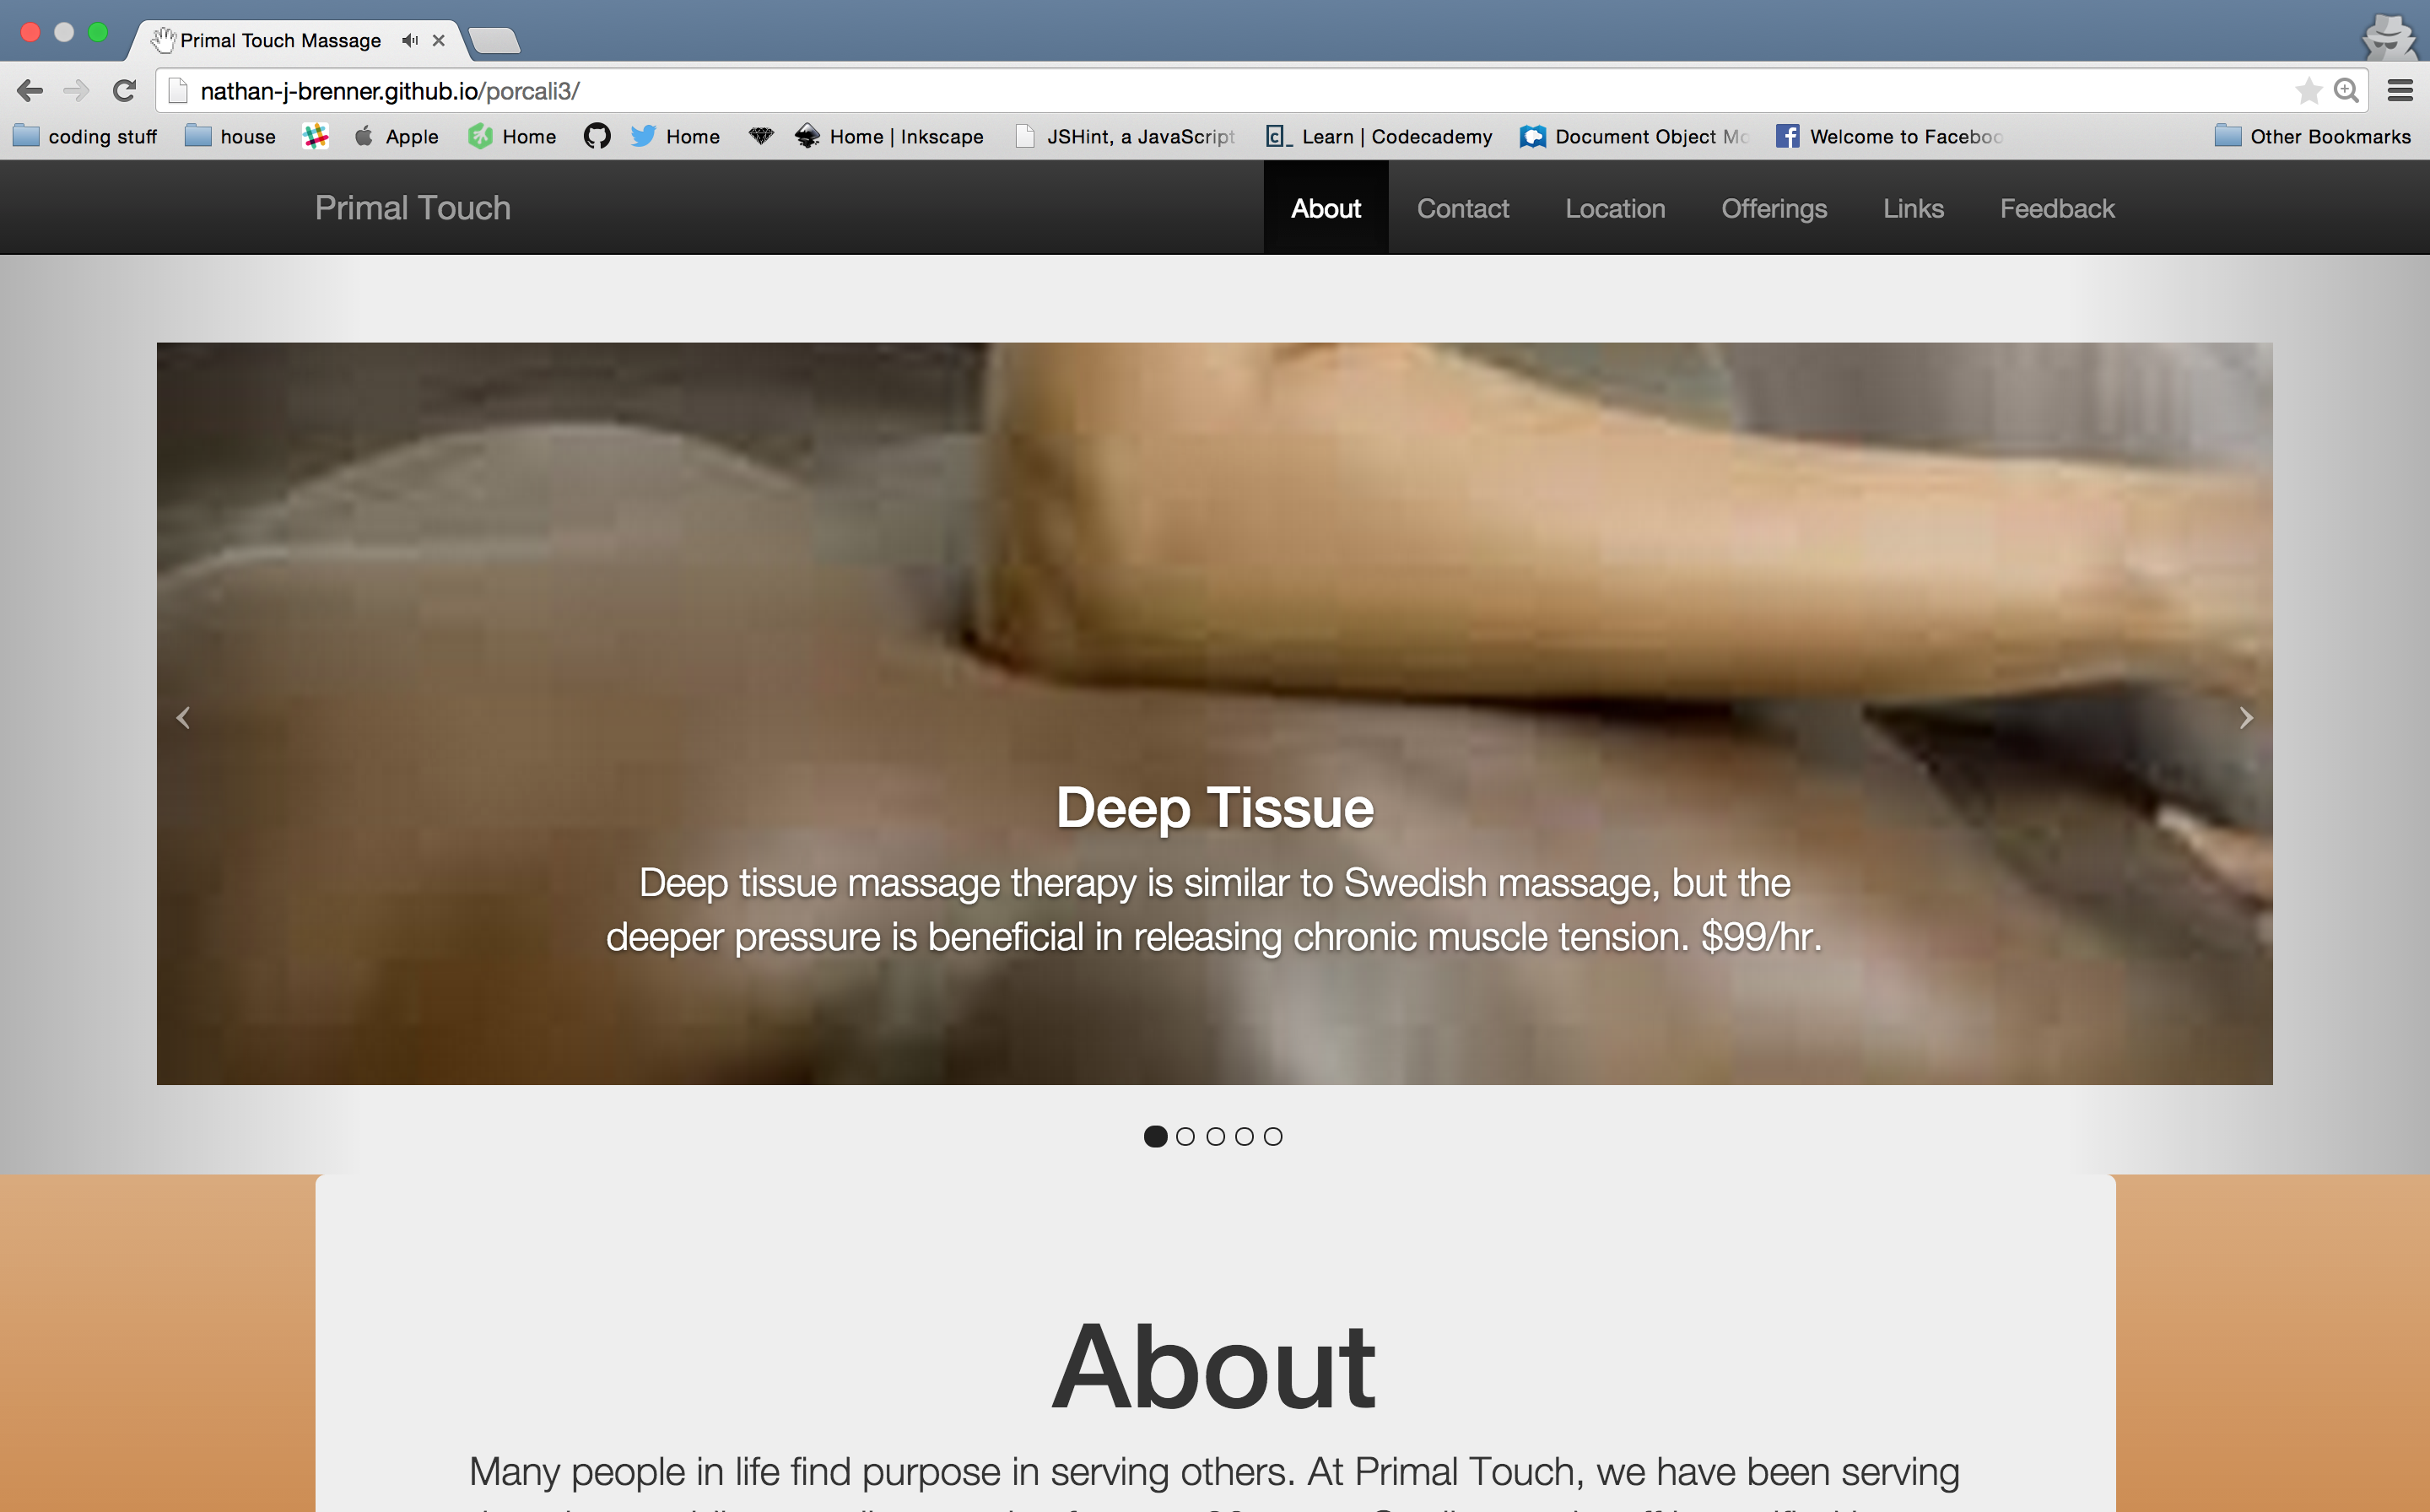 Primal Touch Massage
nathan-j-brenner.github.io/porcali3/
coding stuff house Apple Home Home Home | Inkscape JSHint, a JavaScript Learn | Codecademy Document Object Welcome to Facebo Other Bookmarks
Primal Touch About Contact Location Offerings Links Feedback
Deep Tissue
Deep tissue massage therapy is similar to Swedish massage, but the
deeper pressure is beneficial in releasing chronic muscle tension. $99/hr.
About
Many people in life find purpose in serving others. At Primal Touch, we have been serving